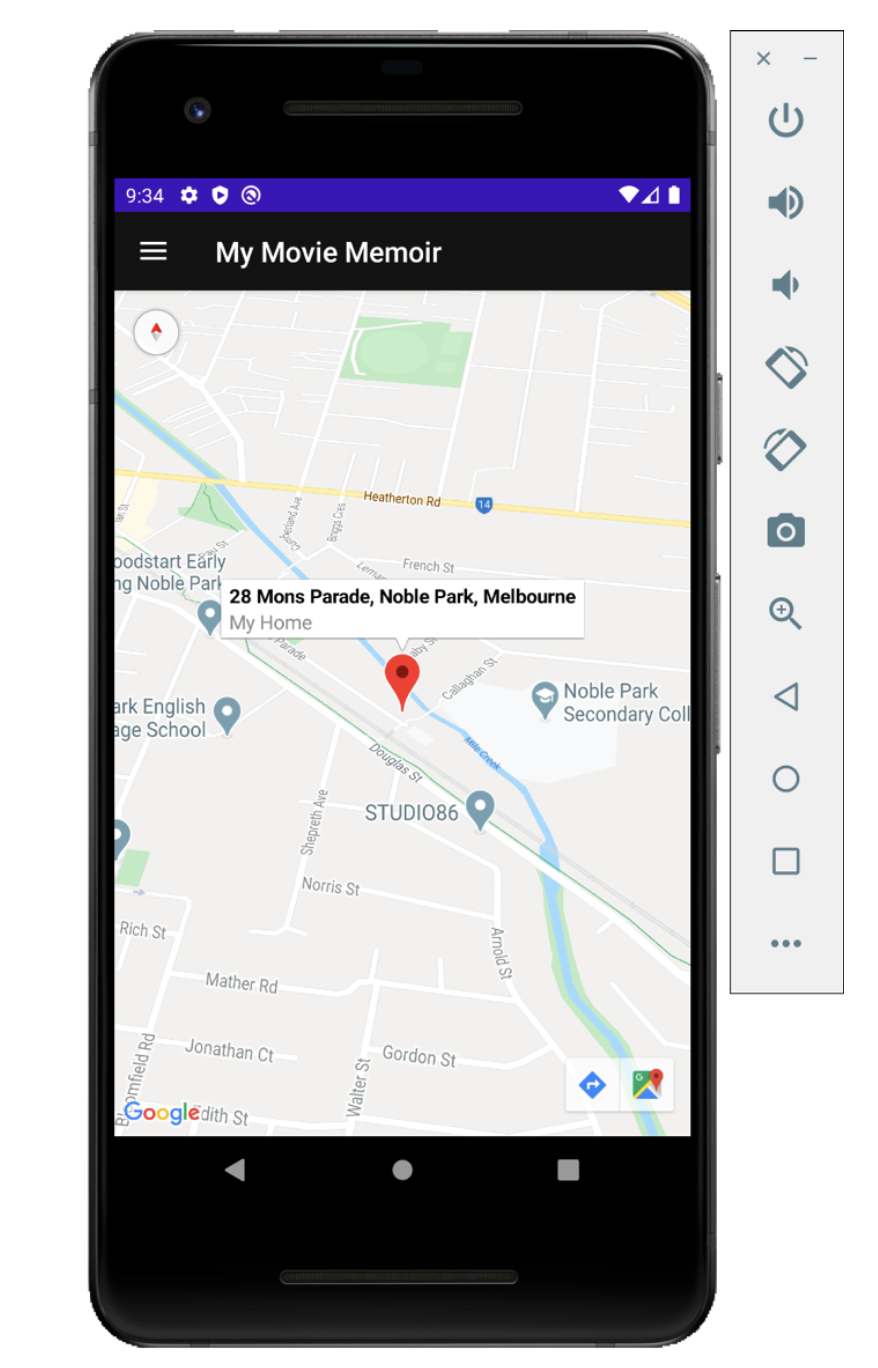 9:34
My Movie Memoir
Heatherton Rd
14
Briggs Cres
French St
oodstart Early
ng Noble Park
28 Mons Parade, Noble Park, Melbourne
My Home
Parade
Callaghan St
ark English
age School
Noble Park
Secondary Coll
Mile Creek
Douglas St
STUDIO86
Shepreth Ave
Norris St
Rich St
Arnold St
Mather Rd
Jonathan Ct
Gordon St
omfield Rd
Walter St
Google
dith St